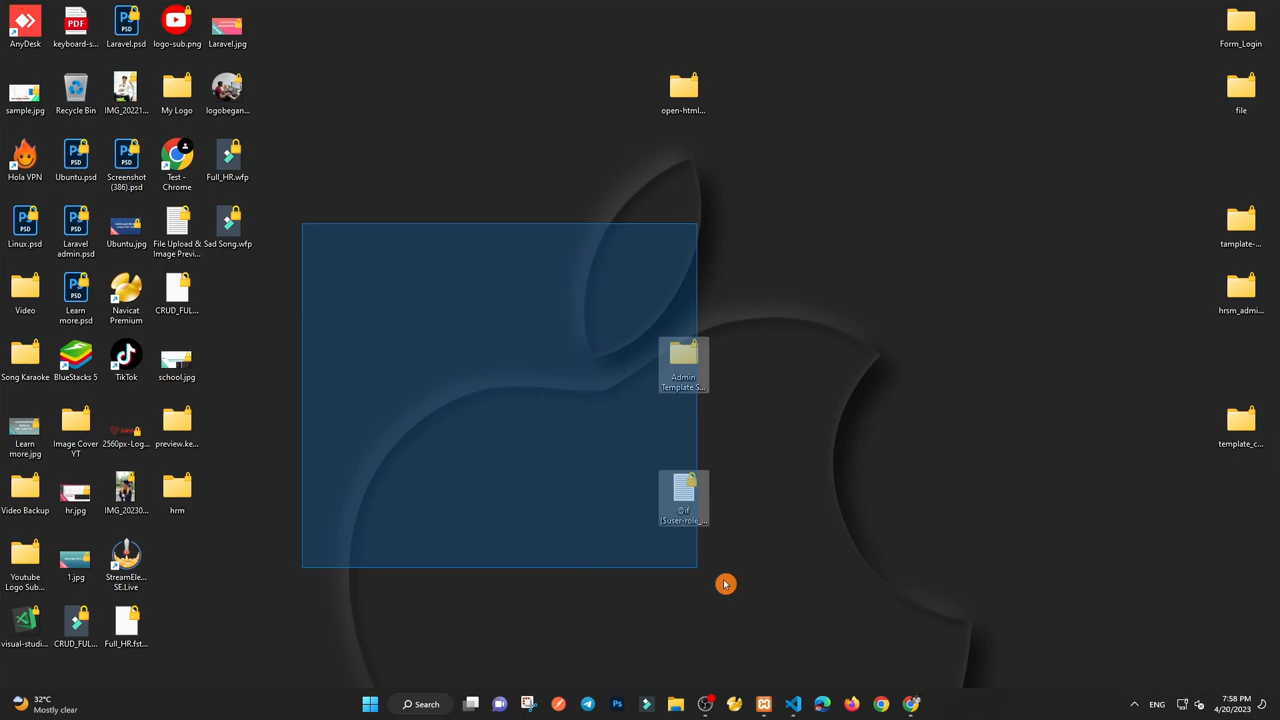 AnyDesk
keyboard-s...
Laravel.psd
logo-sub.png
Laravel.jpg
sample.jpg
Recycle Bin
IMG_20221...
My Logo
logobegan...
Hola VPN
Ubuntu.psd
Screenshot
(386).psd
Test -
Chrome
Full_HR.wfp
Linux.psd
Laravel
admin.psd
Ubuntu.jpg
File Upload &
Image Previ...
Sad Song.wfp
Video
Learn
more.psd
Navicat
Premium
CRUD_FUL...
Song Karaoke
BlueStacks 5
TikTok
school.jpg
Learn
more.jpg
Image Cover
YT
2560px-Log...
preview.ke...
Video Backup
hr.jpg
IMG_20230...
hrm
Youtube
Logo Sub...
1.jpg
StreamEle...
SE.Live
visual-studi...
CRUD_FUL...
Full_HR.fst...
open-html...
Admin
Template S...
@if
($user-role_...
Form_Login
file
tamplate-...
hrsm_admi...
template_c...
32°C
Mostly clear
Search
ENG
7:58 PM
4/20/2023